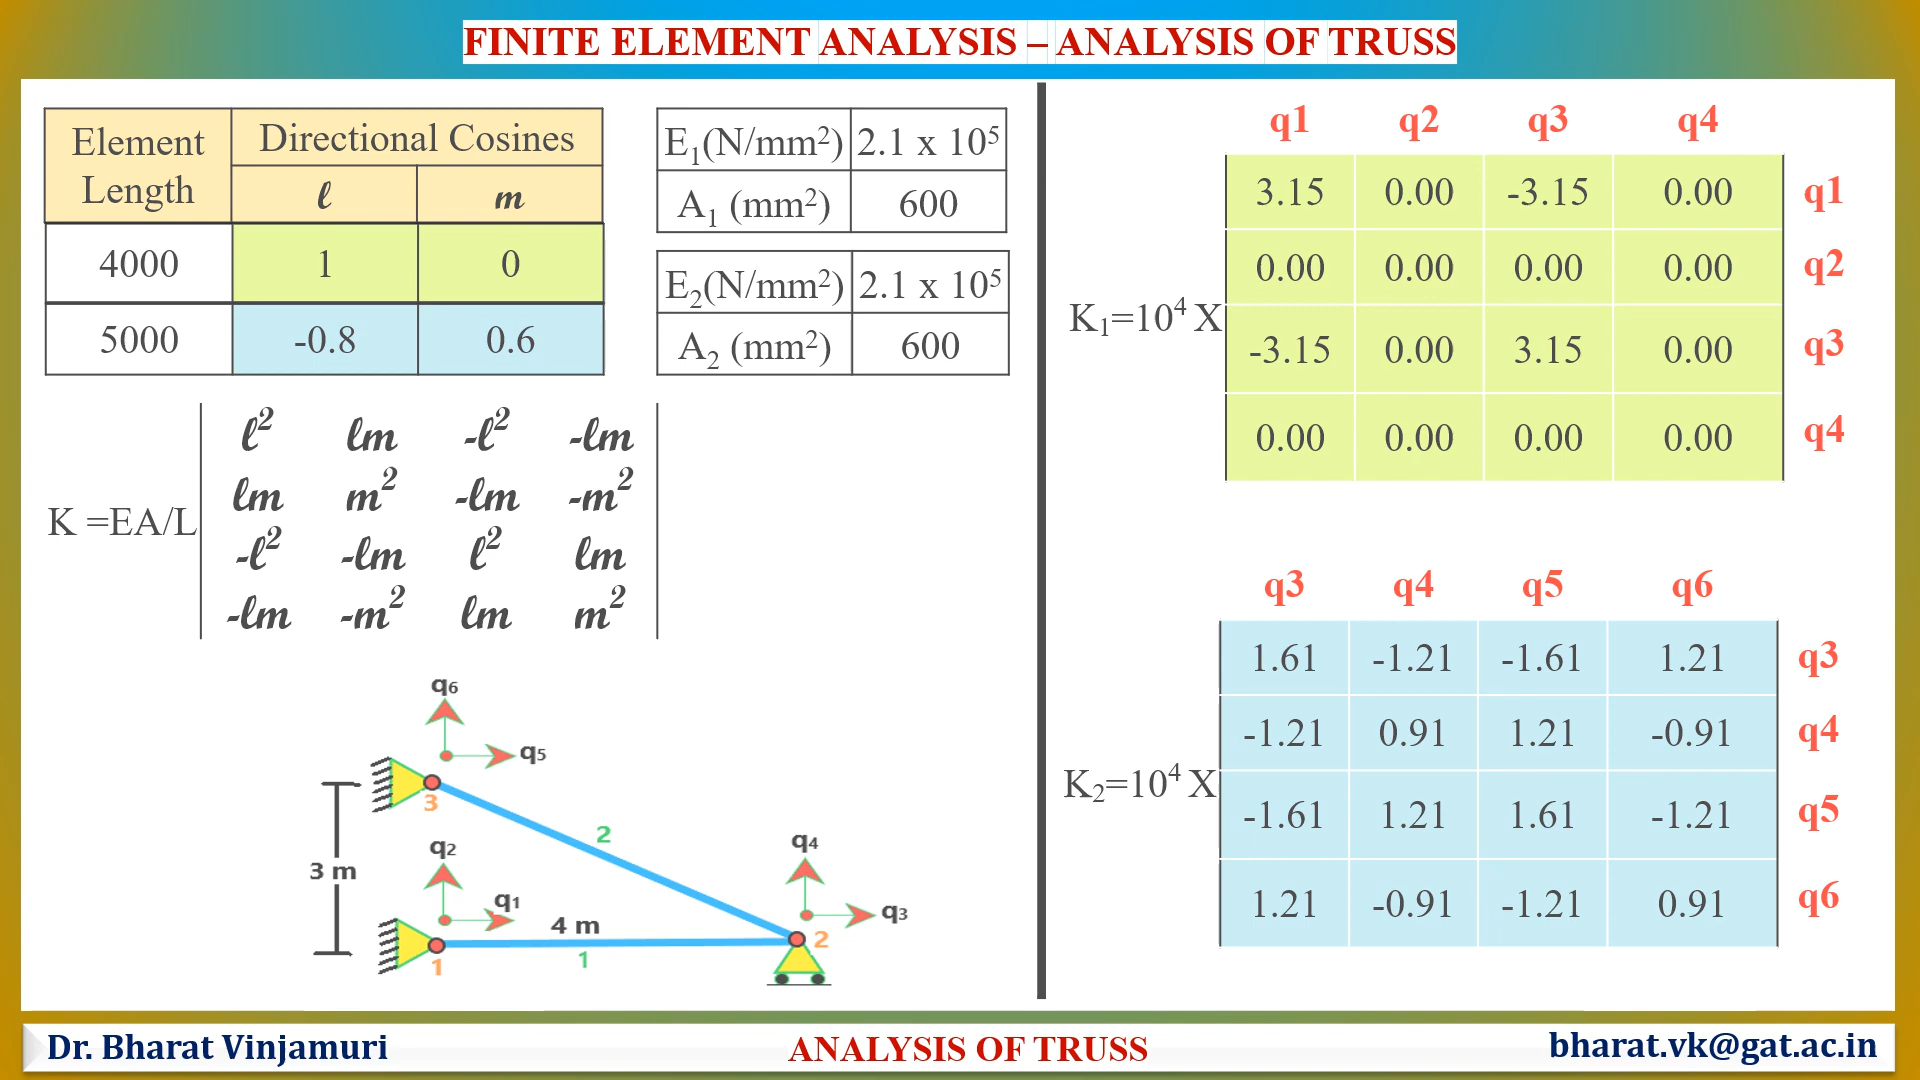 FINITE ELEMENT ANALYSIS – ANALYSIS OF TRUSS
Element Length
Directional Cosines
ℓ m
4000 1 0
5000 -0.8 0.6
E₁(N/mm²) 2.1 x 10⁵
A₁ (mm²) 600
E₂(N/mm²) 2.1 x 10⁵
A₂ (mm²) 600
K =EA/L
ℓ² lm -ℓ² -lm
lm m² -lm -m²
-ℓ² -lm ℓ² lm
-lm -m² lm m²
q6
q5
3
2
3 m
q2
q1
4 m
1
1
q4
q3
2
q1 q2 q3 q4
K₁=10⁴ X
3.15 0.00 -3.15 0.00 q1
0.00 0.00 0.00 0.00 q2
-3.15 0.00 3.15 0.00 q3
0.00 0.00 0.00 0.00 q4
q3 q4 q5 q6
K₂=10⁴ X
1.61 -1.21 -1.61 1.21 q3
-1.21 0.91 1.21 -0.91 q4
-1.61 1.21 1.61 -1.21 q5
1.21 -0.91 -1.21 0.91 q6
Dr. Bharat Vinjamuri
ANALYSIS OF TRUSS
bharat.vk@gat.ac.in